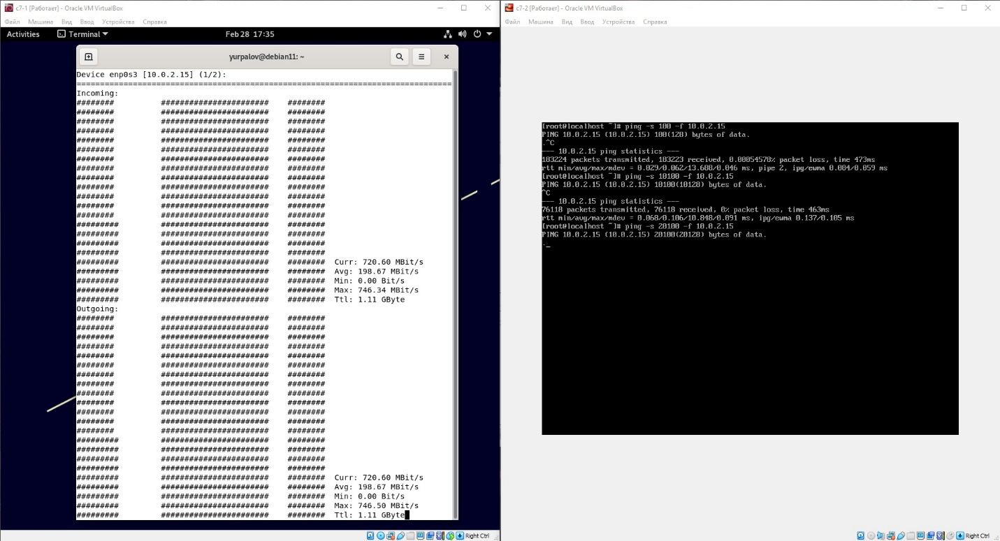 c7-1 [Работает] - Oracle VM VirtualBox
Файл Машина Вид Ввод Устройства Справка
Activities Terminal Feb 28 17:35
yurpalov@debian11: ~
Device enp0s3 [10.0.2.15] (1/2):
================================================================================
Incoming:
######## ####################### ########
######## ####################### ########
######## ####################### ########
######## ####################### ########
######## ####################### ########
######## ####################### ########
######## ####################### ########
######## ####################### ########
######## ####################### ########
######## ####################### ########
######## ####################### ########
######## ####################### ########
######## ####################### ########
######### ####################### ########
######### ####################### ########
######### ####################### ########
######### ####################### ########
######### ####################### ######## Curr: 720.60 MBit/s
######### ####################### ######## Avg: 198.67 MBit/s
######### ####################### ######## Min: 0.00 Bit/s
######### ####################### ######## Max: 746.34 MBit/s
######### ####################### ######## Ttl: 1.11 GByte
Outgoing:
######## ####################### ########
######## ####################### ########
######## ####################### ########
######## ####################### ########
######## ####################### ########
######## ####################### ########
######## ####################### ########
######## ####################### ########
######## ####################### ########
######## ####################### ########
######## ####################### ########
######## ####################### ########
######## ####################### ########
######### ####################### ########
######### ####################### ########
######### ####################### ########
######### ####################### ########
######### ####################### ######## Curr: 720.60 MBit/s
######### ####################### ######## Avg: 198.67 MBit/s
######### ####################### ######## Min: 0.00 Bit/s
######### ####################### ######## Max: 746.50 MBit/s
######### ####################### ######## Ttl: 1.11 GByte
Right Ctrl
c7-2 [Работает] - Oracle VM VirtualBox
Файл Машина Вид Ввод Устройства Справка
[root@localhost ~]# ping -s 100 -f 10.0.2.15
PING 10.0.2.15 (10.0.2.15) 100(128) bytes of data.
.^C
--- 10.0.2.15 ping statistics ---
183224 packets transmitted, 183223 received, 0.00054578% packet loss, time 473ms
rtt min/avg/max/mdev = 0.029/0.062/13.688/0.046 ms, pipe 2, ipg/ewma 0.084/0.059 ms
[root@localhost ~]# ping -s 10100 -f 10.0.2.15
PING 10.0.2.15 (10.0.2.15) 10100(10128) bytes of data.
^C
--- 10.0.2.15 ping statistics ---
76118 packets transmitted, 76118 received, 0% packet loss, time 463ms
rtt min/avg/max/mdev = 0.068/0.106/10.848/0.091 ms, ipg/ewma 0.137/0.105 ms
[root@localhost ~]# ping -s 20100 -f 10.0.2.15
PING 10.0.2.15 (10.0.2.15) 20100(20128) bytes of data.
._
Right Ctrl